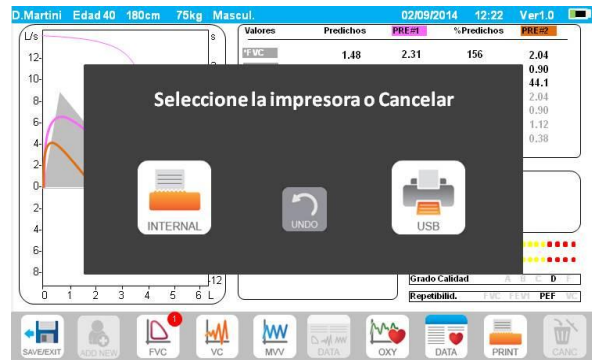 D.Martini Edad 40 180cm 75kg Mascul. 02/09/2014 12:22 Ver1.0
L/s s Valores Predichos PRE#1 %Predichos PRE#2
*FVC 1.48 2.31 156 2.04
12
0.90
10
44.1
8
2.04
0.90
6
1.12
4
0.38
2
0
2
4
6
8
-12
0 1 2 3 4 5 6 L
Seleccione la impresora o Cancelar
INTERNAL UNDO USB
Grado Calidad A B C D F
Repetibilid. FVC FEV1 PEF VC
1
SAVE/EXIT ADD NEW FVC VC MVV DATA OXY DATA PRINT CANC